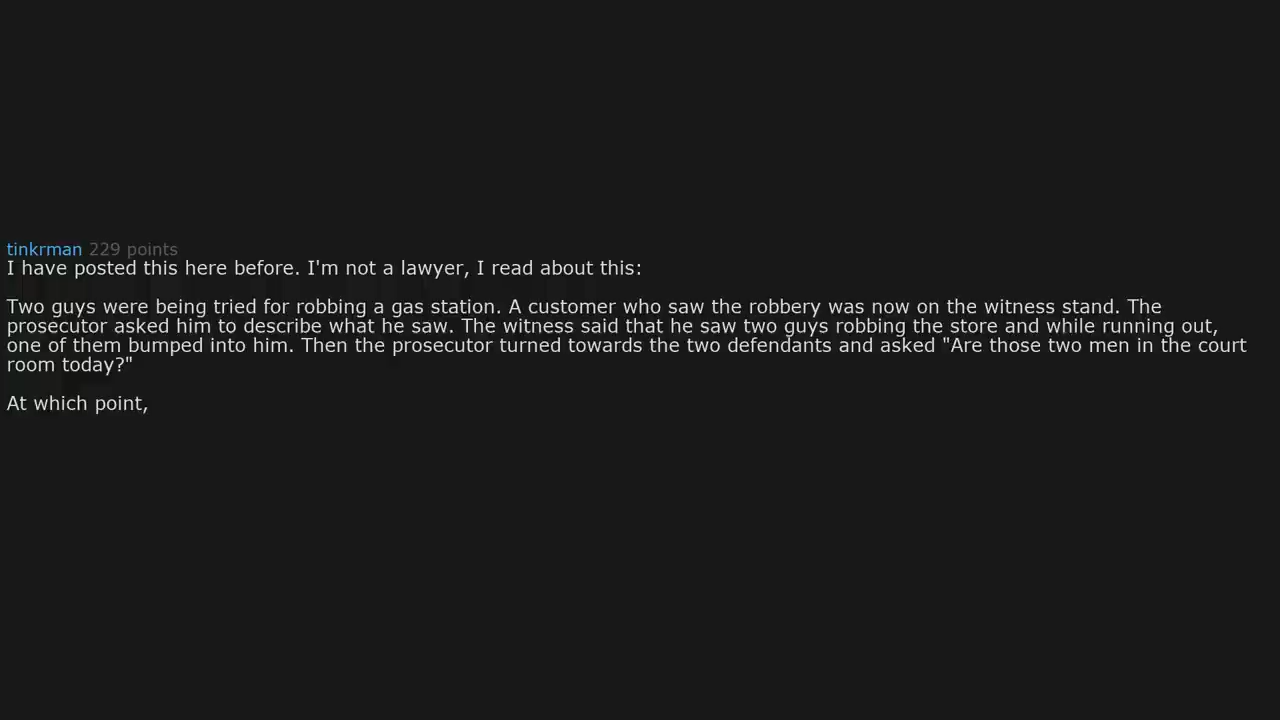 tinkrman 229 points
I have posted this here before. I'm not a lawyer, I read about this:
Two guys were being tried for robbing a gas station. A customer who saw the robbery was now on the witness stand. The
prosecutor asked him to describe what he saw. The witness said that he saw two guys robbing the store and while running out,
one of them bumped into him. Then the prosecutor turned towards the two defendants and asked "Are those two men in the court
room today?"
At which point,